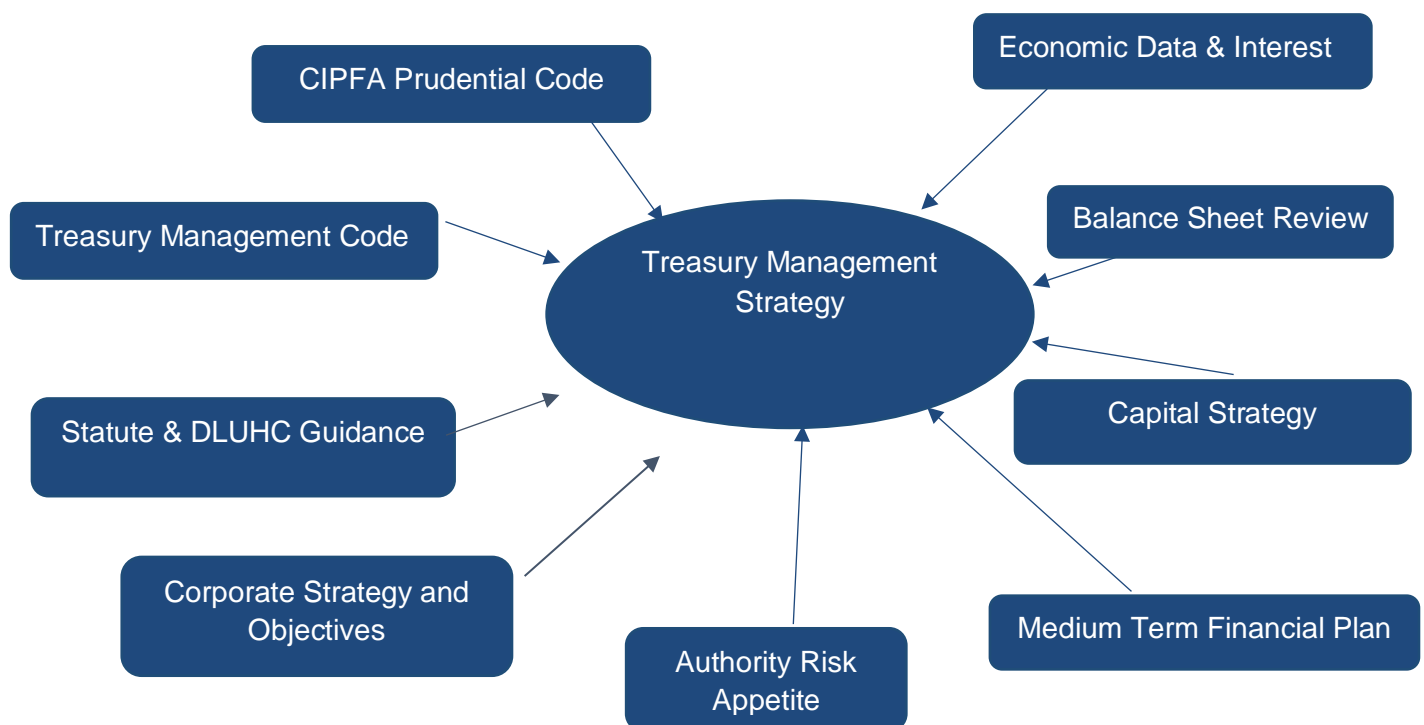 Economic Data & Interest
CIPFA Prudential Code
Balance Sheet Review
Treasury Management Code
Treasury Management
Strategy
Capital Strategy
Statute & DLUHC Guidance
Corporate Strategy and
Objectives
Medium Term Financial Plan
Authority Risk
Appetite